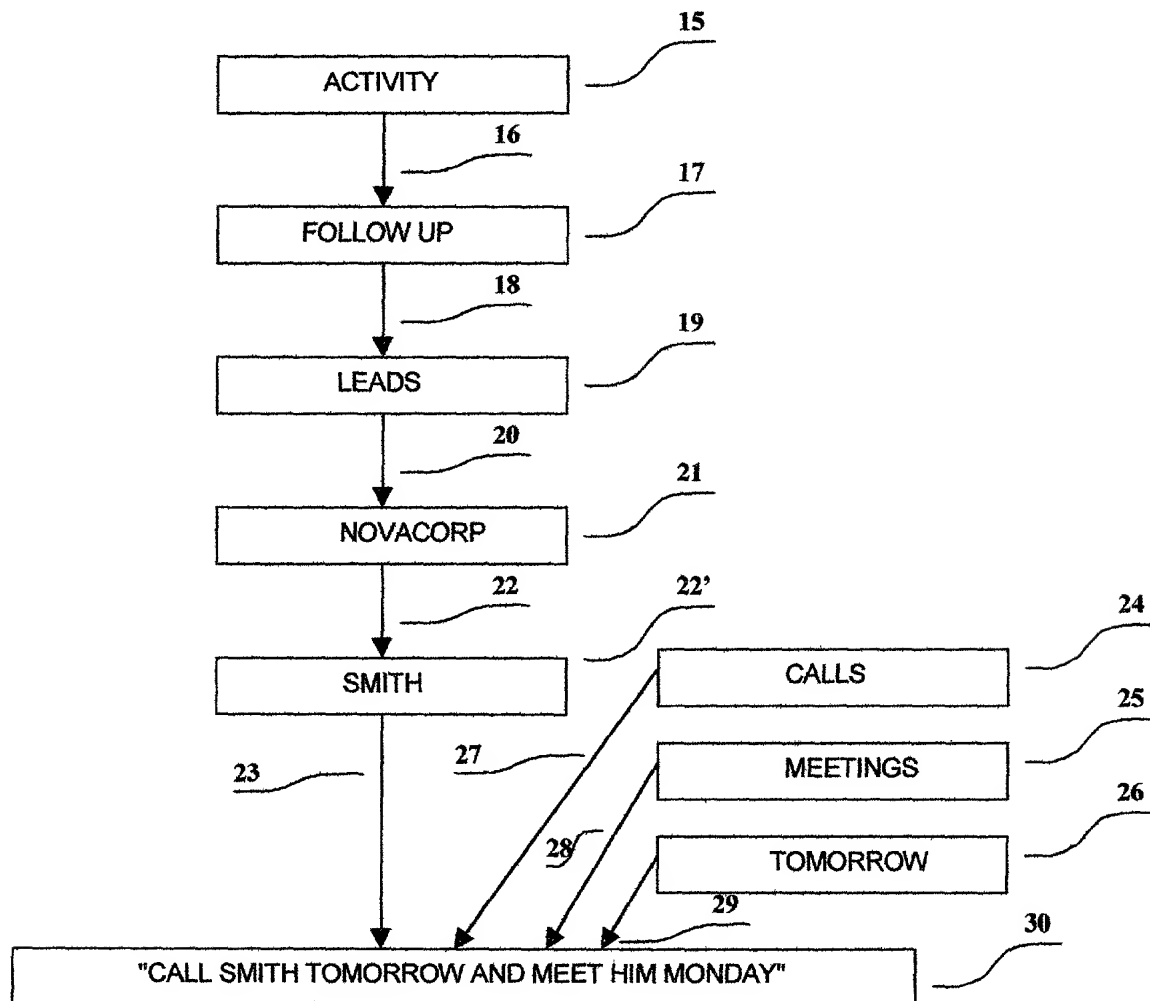 15
ACTIVITY
16
17
FOLLOW UP
18
19
LEADS
20
21
NOVACORP
22
22’
24
SMITH
CALLS
25
27
23
MEETINGS
26
28
TOMORROW
29
30
"CALL SMITH TOMORROW AND MEET HIM MONDAY"